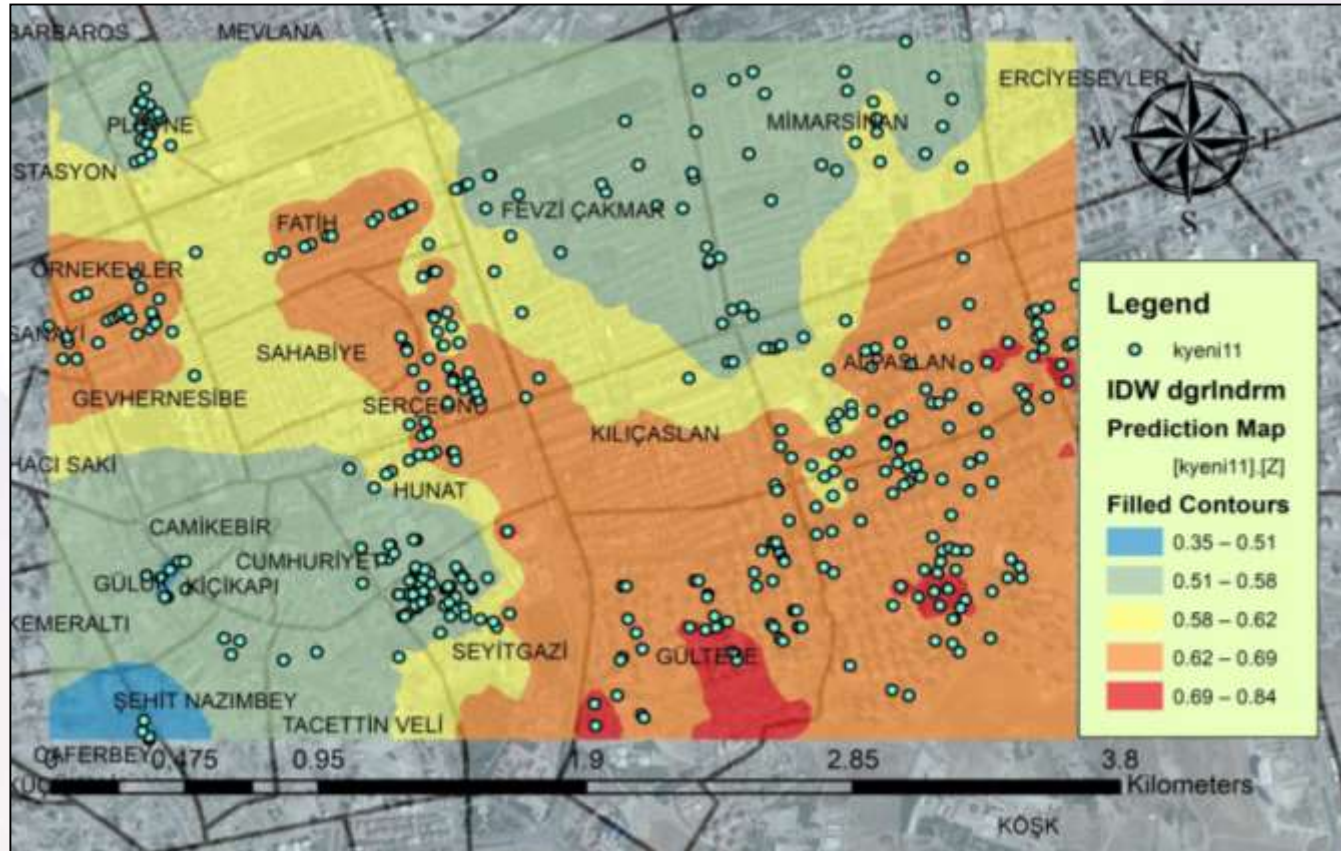 BARBAROS
MEVLANA
ERCİYESEVLER
N
PLEVNE
MİMARSİNAN
W
E
STASYON
S
FATİH
FEVZİ ÇAKMAK
ÖRNEKEVLER
SANAYİ
SAHABİYE
ALPASLAN
GEVHERNESİBE
SERÇEÖNÜ
KILIÇASLAN
HACI SAKİ
HUNAT
CAMİKEBİR
CUMHURİYET
GÜLÜK
KİÇİKAPI
KEMERALTI
SEYİTGAZİ
GÜLTEPE
ŞEHİT NAZIMBEY
TACETTİN VELİ
CAFERBEY
0 0.475 0.95 1.9 2.85 3.8
Kilometers
KÖŞK
Legend
kyeni11
IDW dgrlndrm
Prediction Map
[kyeni11].[Z]
Filled Contours
0.35 – 0.51
0.51 – 0.58
0.58 – 0.62
0.62 – 0.69
0.69 – 0.84